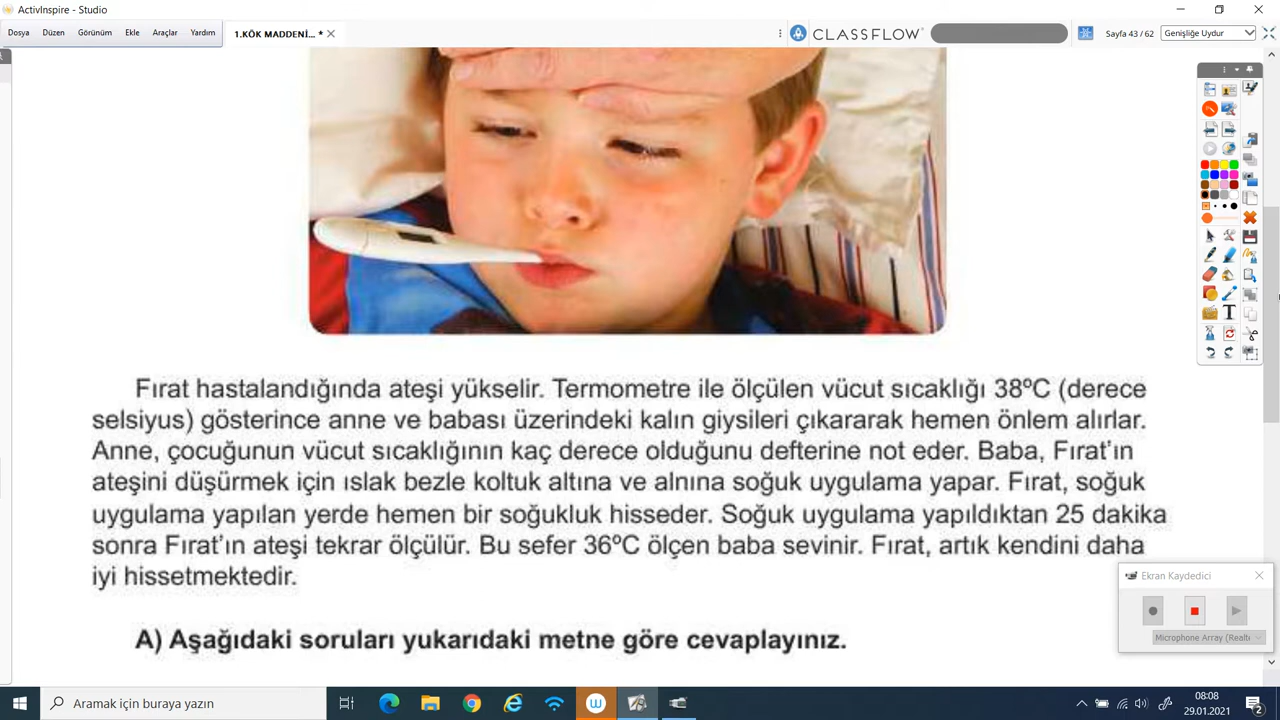 ActivInspire - Studio
Dosya Düzen Görünüm Ekle Araçlar Yardım
1.KÖK MADDENİ... *
CLASSFLOW
Sayfa 43 / 62
Genişliğe Uydur
Fırat hastalandığında ateşi yükselir. Termometre ile ölçülen vücut sıcaklığı 38ºC (derece
selsiyus) gösterince anne ve babası üzerindeki kalın giysileri çıkararak hemen önlem alırlar.
Anne, çocuğunun vücut sıcaklığının kaç derece olduğunu defterine not eder. Baba, Fırat'ın
ateşini düşürmek için ıslak bezle koltuk altına ve alnına soğuk uygulama yapar. Fırat, soğuk
uygulama yapılan yerde hemen bir soğukluk hisseder. Soğuk uygulama yapıldıktan 25 dakika
sonra Fırat'ın ateşi tekrar ölçülür. Bu sefer 36ºC ölçen baba sevinir. Fırat, artık kendini daha
iyi hissetmektedir.
A) Aşağıdaki soruları yukarıdaki metne göre cevaplayınız.
Ekran Kaydedici
Microphone Array (Realt
Aramak için buraya yazın
08:08
29.01.2021
2